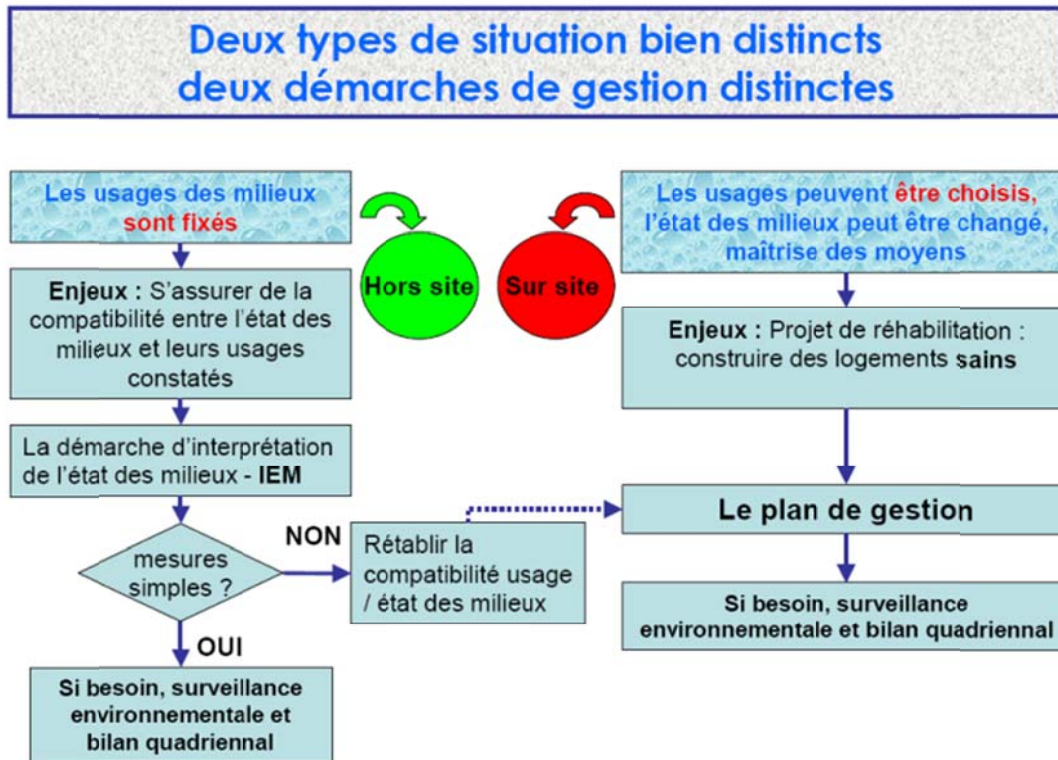 Deux types de situation bien distincts
deux démarches de gestion distinctes
Les usages des milieux
sont fixés
Enjeux : S'assurer de la
compatibilité entre l'état des
milieux et leurs usages
constatés
La démarche d'interprétation
de l'état des milieux - IEM
mesures
simples ?
NON
OUI
Rétablir la
compatibilité usage
/ état des milieux
Si besoin, surveillance
environnementale et
bilan quadriennal
Hors site
Sur site
Les usages peuvent être choisis,
l'état des milieux peut être changé,
maîtrise des moyens
Enjeux : Projet de réhabilitation :
construire des logements sains
Le plan de gestion
Si besoin, surveillance
environnementale et bilan quadriennal